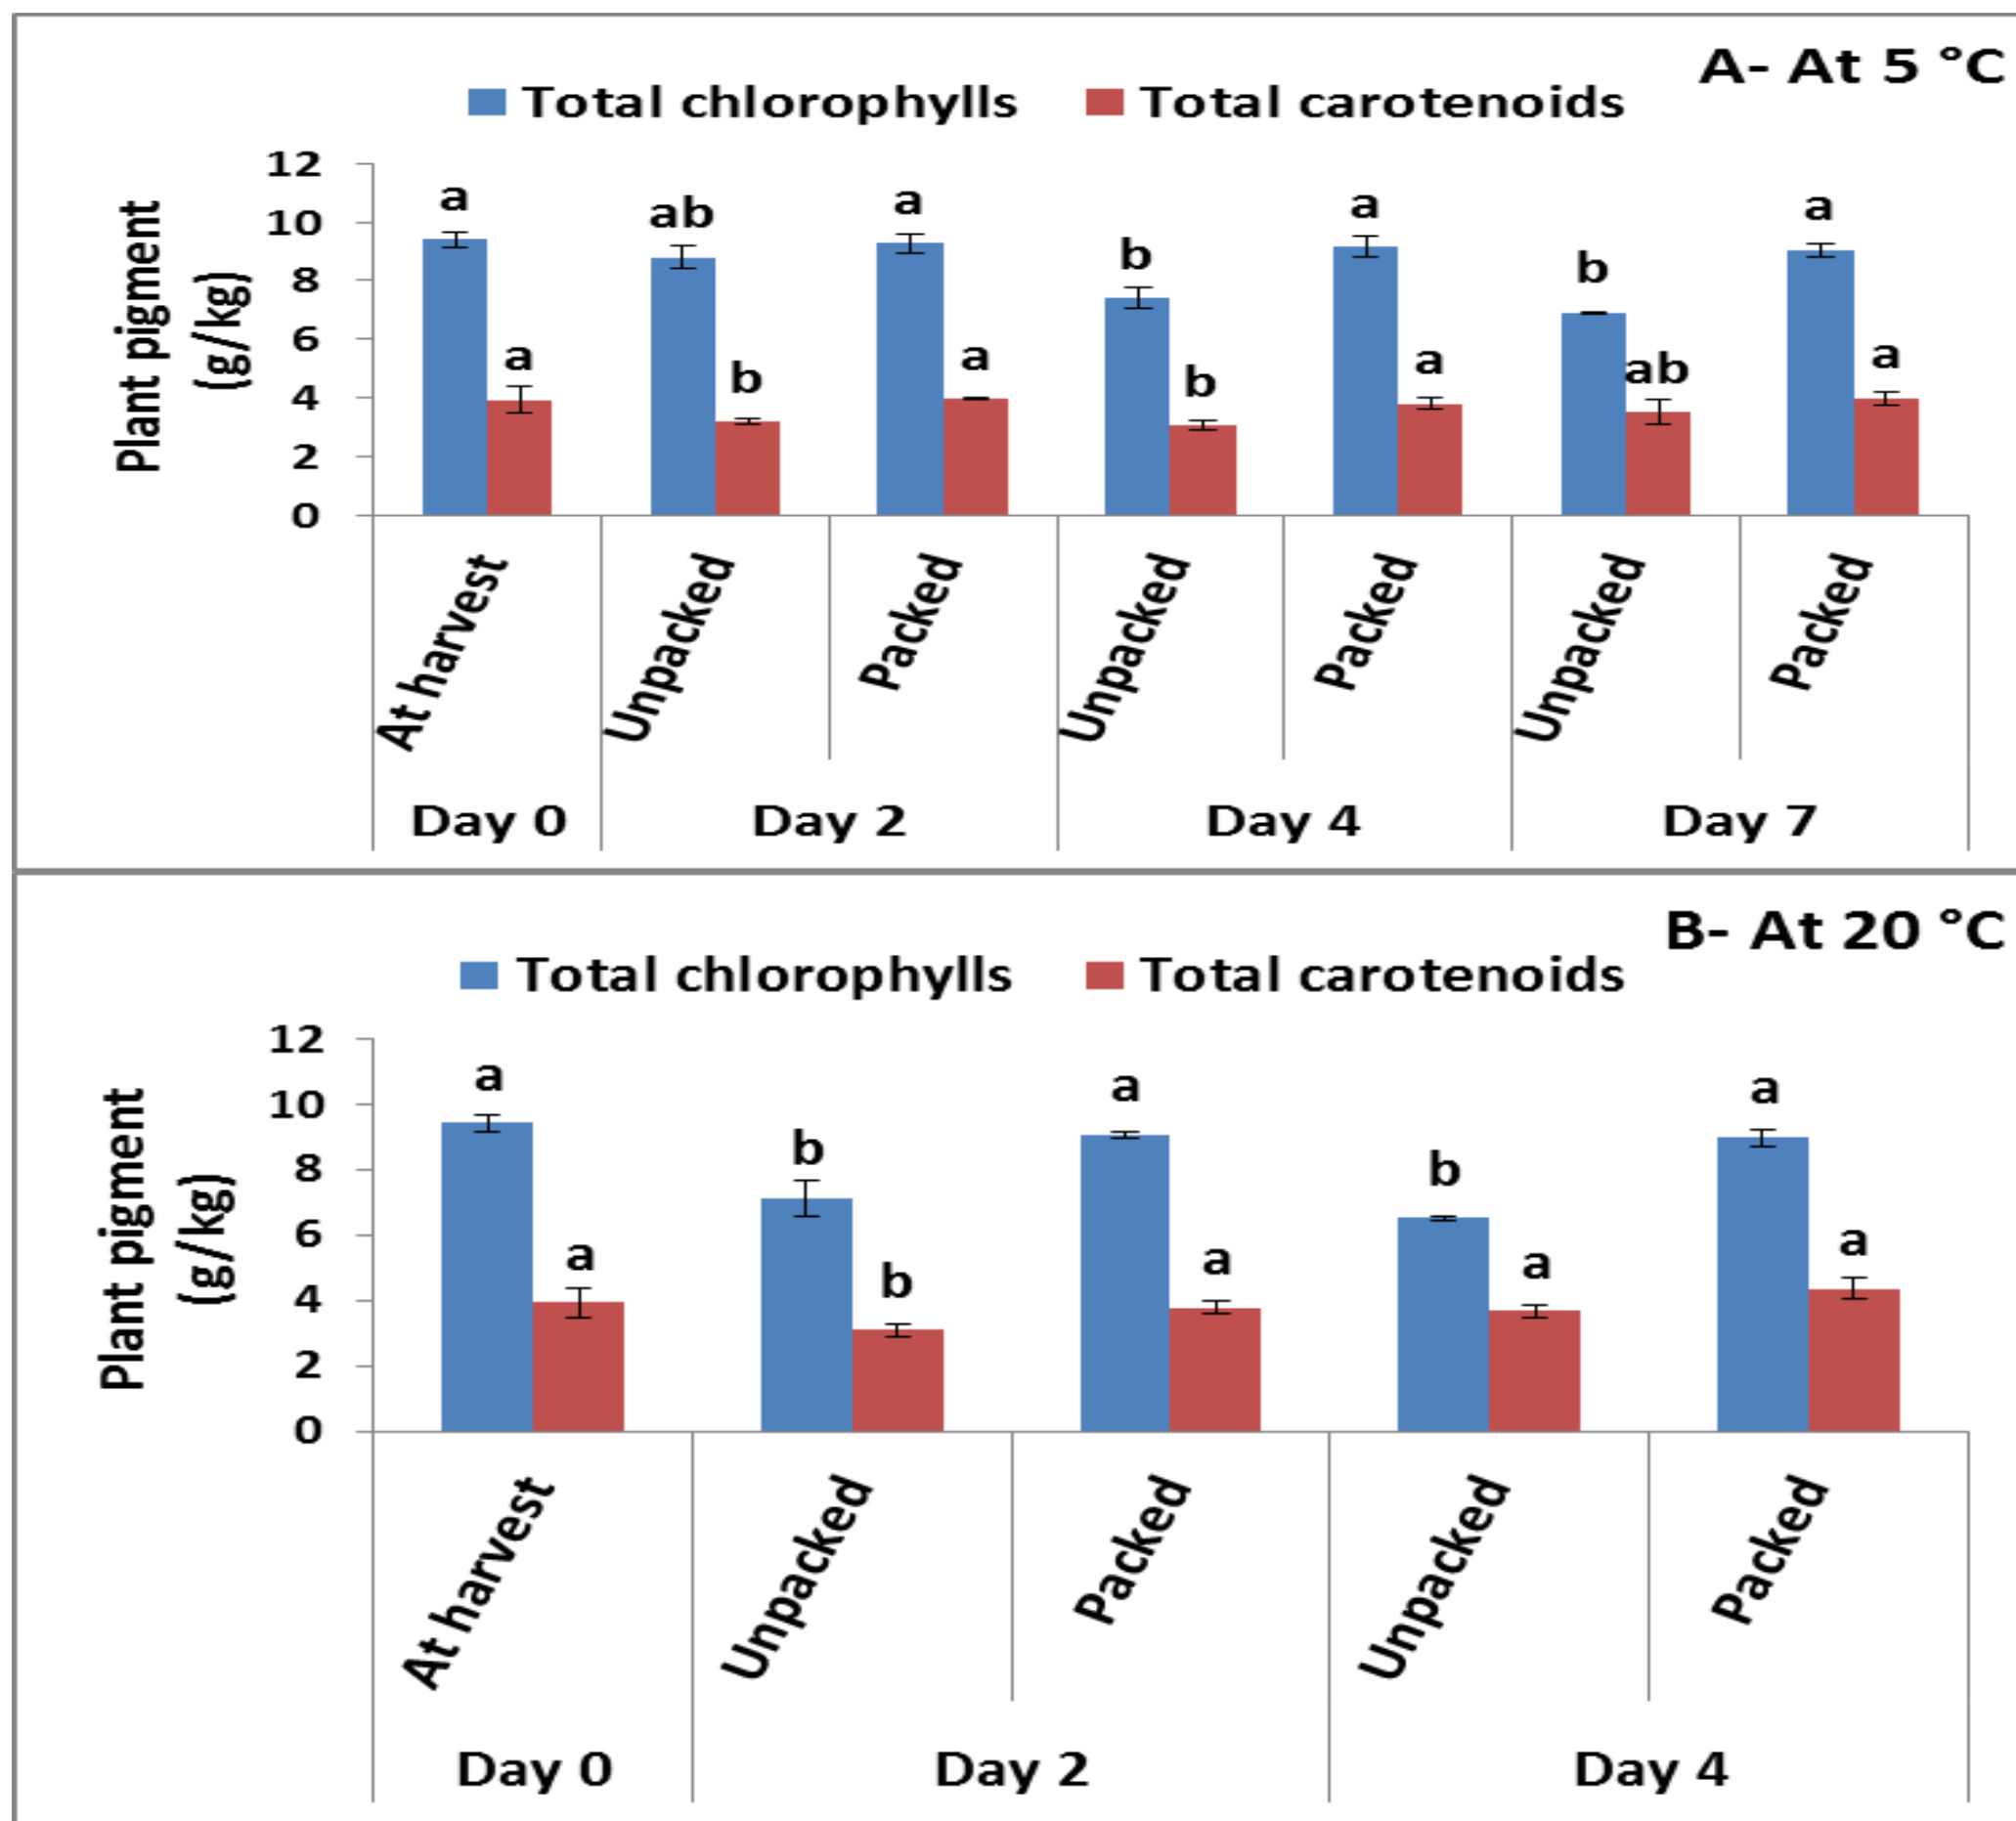 A- At 5 °C
Total chlorophylls Total carotenoids
Plant pigment
(g/kg)
12
10
8
6
4
2
0
a a ab b a a b b a a b ab a a
At harvest Unpacked Packed Unpacked Packed Unpacked Packed
Day 0 Day 2 Day 4 Day 7
B- At 20 °C
Total chlorophylls Total carotenoids
Plant pigment
(g/kg)
12
10
8
6
4
2
0
a a b b a a b a a a
At harvest Unpacked Packed Unpacked Packed
Day 0 Day 2 Day 4